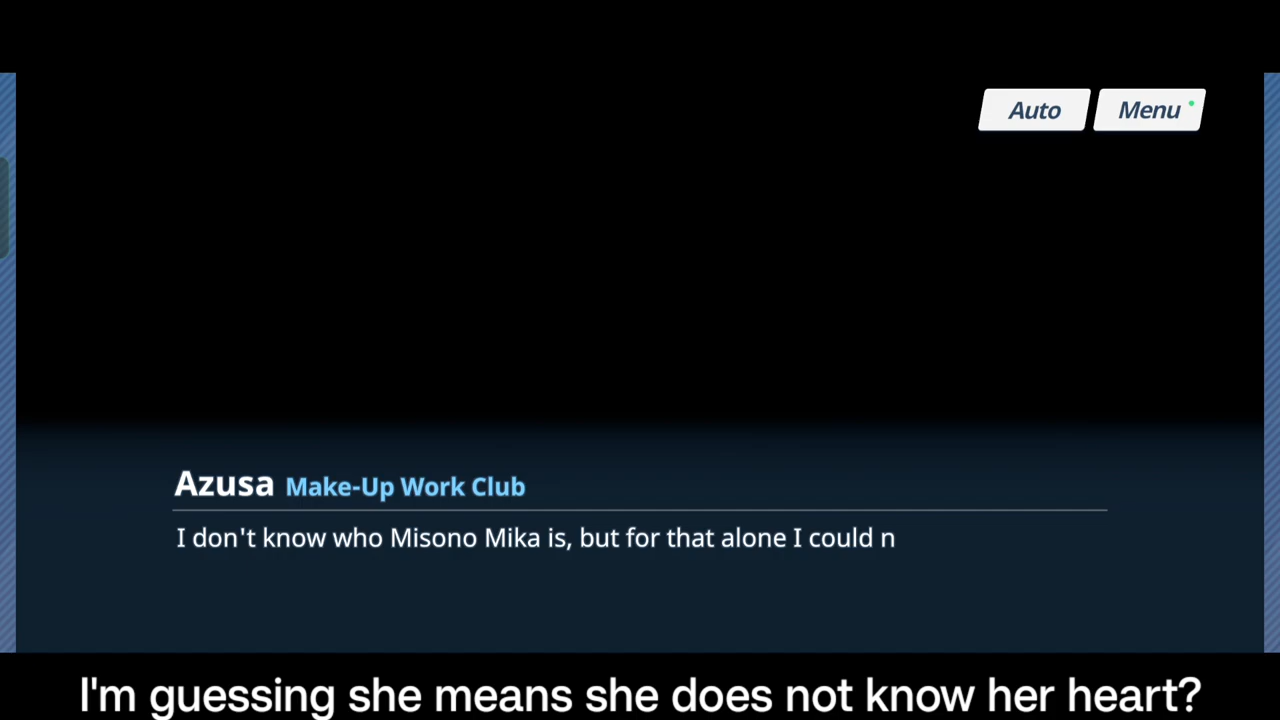 Auto
Menu
Azusa Make-Up Work Club
I don't know who Misono Mika is, but for that alone I could n
I'm guessing she means she does not know her heart?